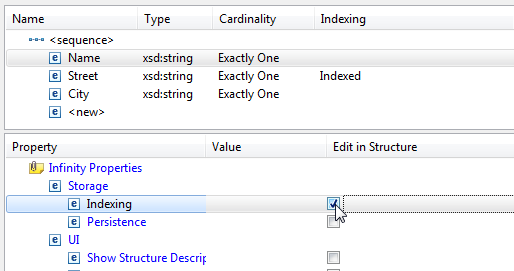 Name Type Cardinality Indexing
<sequence>
e Name xsd:string Exactly One
e Street xsd:string Exactly One Indexed
e City xsd:string Exactly One
e <new>
Property Value Edit in Structure
Infinity Properties
e Storage
e Indexing
e Persistence
e UI
e Show Structure Descrip